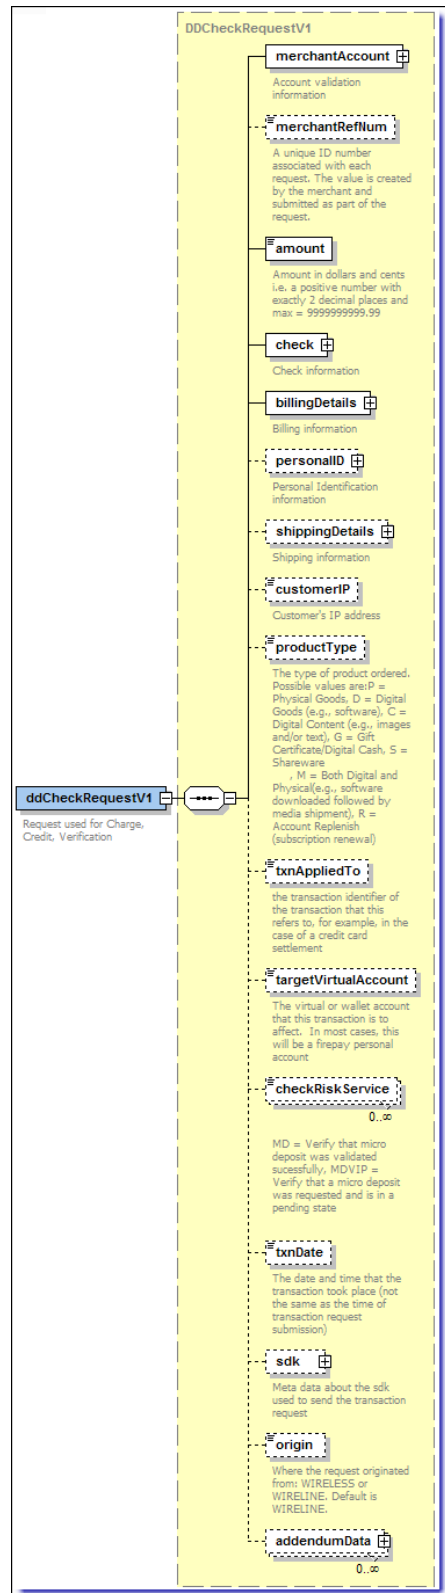 DDCheckRequestV1
merchantAccount
Account validation
information
merchantRefNum
A unique ID number
associated with each
request. The value is created
by the merchant and
submitted as part of the
request.
amount
Amount in dollars and cents
i.e. a positive number with
exactly 2 decimal places and
max = 9999999999.99
check
Check information
billingDetails
Billing information
personalID
Personal Identification
information
shippingDetails
Shipping information
customerIP
Customer's IP address
productType
The type of product ordered.
Possible values are:P =
Physical Goods, D = Digital
Goods (e.g., software), C =
Digital Content (e.g., images
and/or text), G = Gift
Certificate/Digital Cash, S =
Shareware
, M = Both Digital and
Physical(e.g., software
downloaded followed by
media shipment), R =
Account Replenish
(subscription renewal)
ddCheckRequestV1
Request used for Charge,
Credit, Verification
txnAppliedTo
the transaction identifier of
the transaction that this
refers to, for example, in the
case of a credit card
settlement
targetVirtualAccount
The virtual or wallet account
that this transaction is to
affect. In most cases, this
will be a firepay personal
account
checkRiskService
0..∞
MD = Verify that micro
deposit was validated
sucessfully, MDVIP =
Verify that a micro deposit
was requested and is in a
pending state
txnDate
The date and time that the
transaction took place (not
the same as the time of
transaction request
submission)
sdk
Meta data about the sdk
used to send the transaction
request
origin
Where the request originated
from: WIRELESS or
WIRELINE. Default is
WIRELINE.
addendumData
0..∞